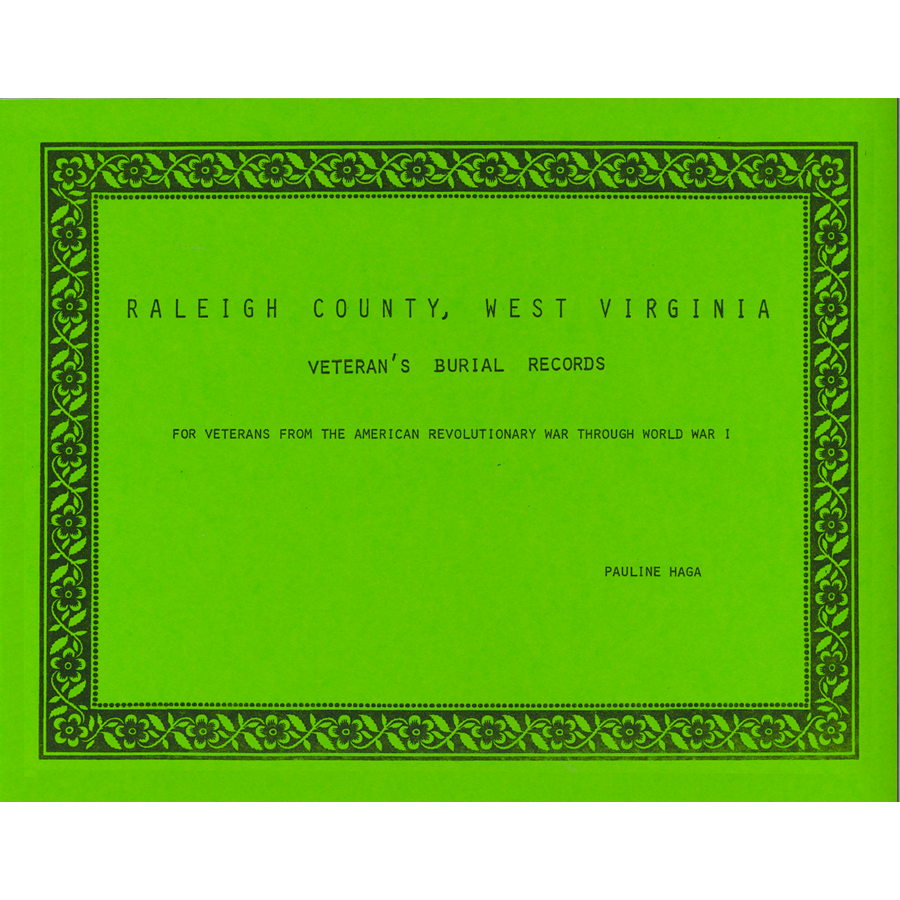 RALEIGH COUNTY, WEST VIRGINIA
VETERAN'S BURIAL RECORDS
FOR VETERANS FROM THE AMERICAN REVOLUTIONARY WAR THROUGH WORLD WAR I
PAULINE HAGA